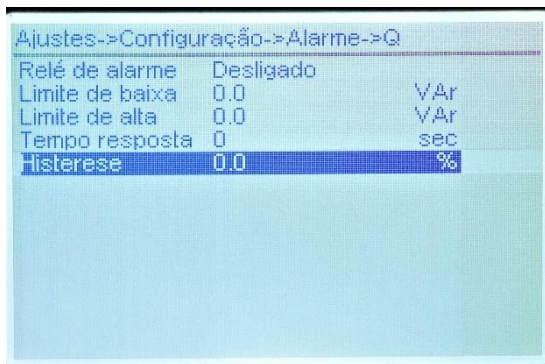 Ajustes->Configuração->Alarme->Q
Relé de alarme Desligado
Limite de baixa 0.0 VAr
Limite de alta 0.0 VAr
Tempo resposta 0 sec
Histerese 0.0 %